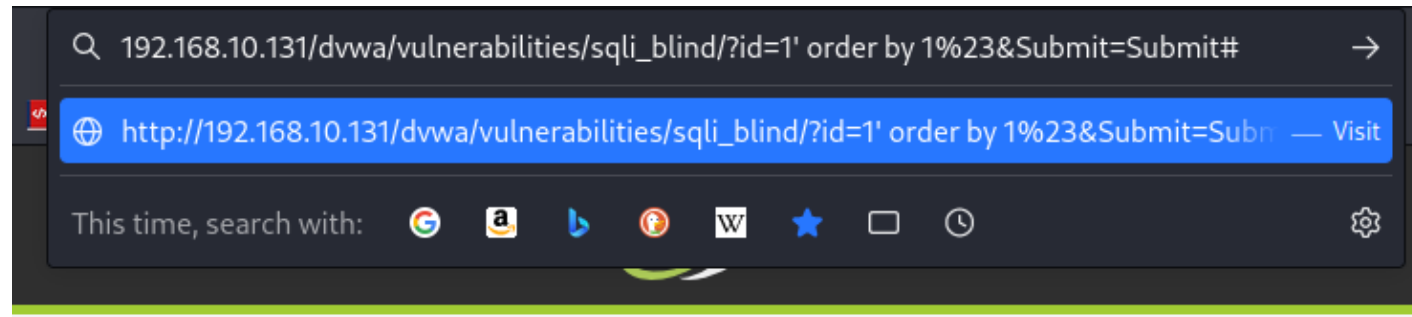 192.168.10.131/dvwa/vulnerabilities/sqli_blind/?id=1' order by 1%23&Submit=Submit#
http://192.168.10.131/dvwa/vulnerabilities/sqli_blind/?id=1' order by 1%23&Submit=Subm — Visit
This time, search with: G a W